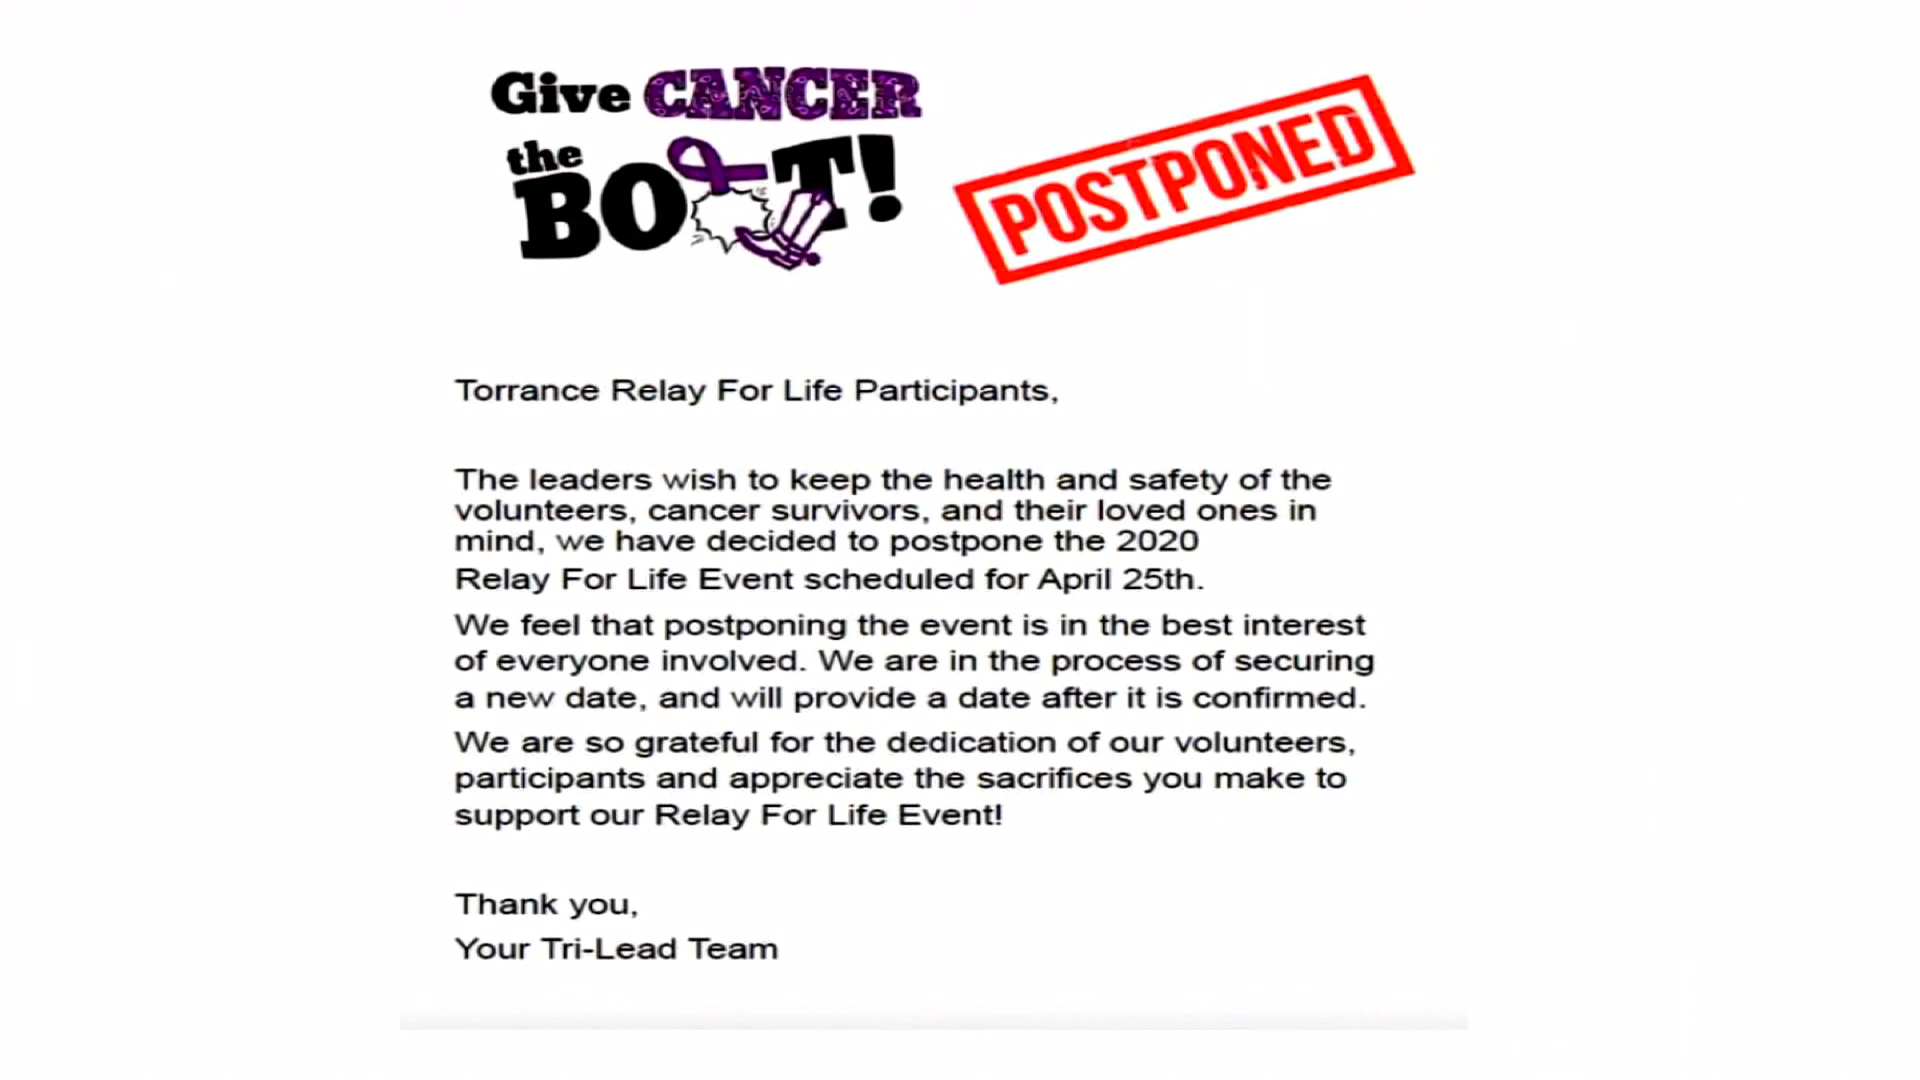 Give CANCER
the
BOOT!
POSTPONED
Torrance Relay For Life Participants,
The leaders wish to keep the health and safety of the
volunteers, cancer survivors, and their loved ones in
mind, we have decided to postpone the 2020
Relay For Life Event scheduled for April 25th.
We feel that postponing the event is in the best interest
of everyone involved. We are in the process of securing
a new date, and will provide a date after it is confirmed.
We are so grateful for the dedication of our volunteers,
participants and appreciate the sacrifices you make to
support our Relay For Life Event!
Thank you,
Your Tri-Lead Team